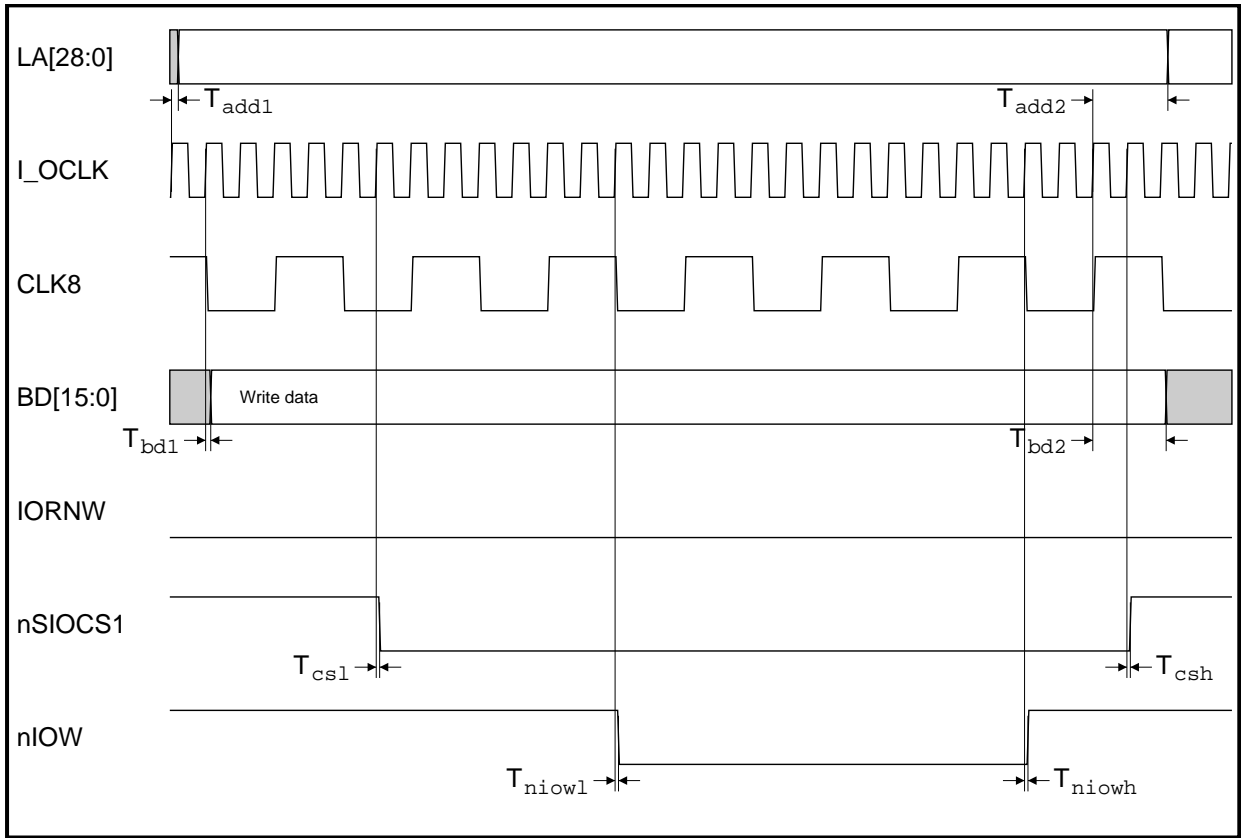 LA[28:0]
Tadd1
Tadd2
I_OCLK
CLK8
BD[15:0]
Write data
Tbd1
Tbd2
IORNW
nSIOCS1
Tcsl
Tcsh
nIOW
Tniowl
Tniowh